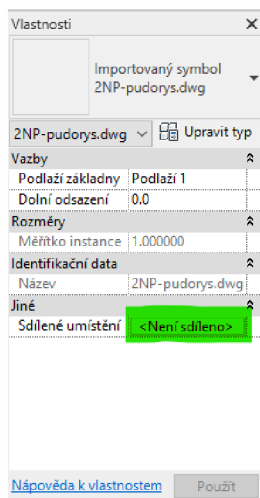 Vlastnosti
Importovaný symbol
2NP-pudorys.dwg
2NP-pudorys.dwg Upravit typ
Vazby
Podlaží základny Podlaží 1
Dolní odsazení 0.0
Rozměry
Měřítko instance 1.000000
Identifikační data
Název 2NP-pudorys.dwg
Jiné
Sdílené umístění <Není sdíleno>
Nápověda k vlastnostem Použít